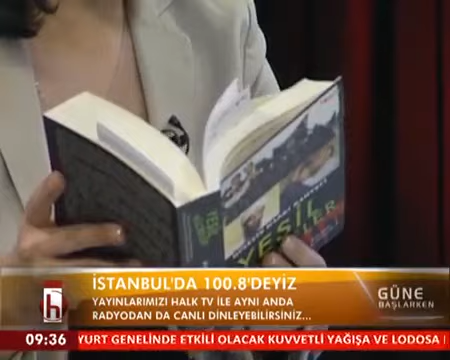 YEŞİL
İSTANBUL'DA 100.8'DEYİZ
YAYINLARIMIZI HALK TV İLE AYNI ANDA
RADYODAN DA CANLI DİNLEYEBİLİRSİNİZ...
GÜNE
BAŞLARKEN
h
09:36 YURT GENELİNDE ETKİLİ OLACAK KUVVETLİ YAĞIŞA VE LODOSA